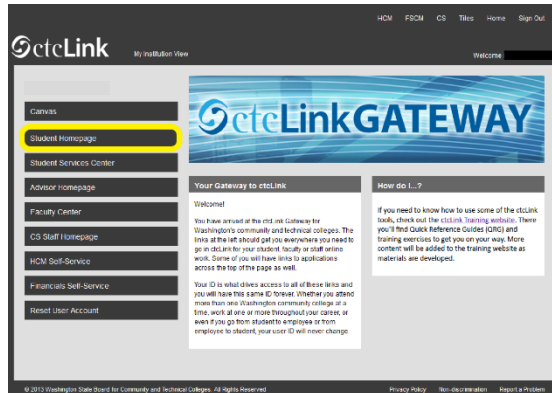 HCM FSCM CS Tiles Home Sign Out
ctcLink My Institution View
Welcome
Canvas
Student Homepage
Student Services Center
Advisor Homepage
Faculty Center
CS Staff Homepage
HCM Self-Service
Financials Self-Service
Reset User Account
ctcLinkGATEWAY
Your Gateway to ctcLink
Welcome!
You have arrived at the ctcLink Gateway for
Washington's community and technical colleges. The
links at the left should get you everywhere you need to
go in ctcLink for your student, faculty or staff online
work. Some of you will have links to applications
across the top of the page as well.
Your ID is what drives access to all of these links and
you will have this same ID forever. Whether you attend
more than one Washington community college at a
time, work at one or more throughout your career, or
even if you go from student to employee or from
employee to student, your user ID will never change.
How do I...?
If you need to know how to use some of the ctcLink
tools, check out the ctcLink Training website. There
you'll find Quick Reference Guides (QRG) and
training exercises to get you on your way. More
content will be added to the training website as
materials are developed.
© 2013 Washington State Board for Community and Technical Colleges. All Rights Reserved
Privacy Policy Non-discrimination Report a Problem